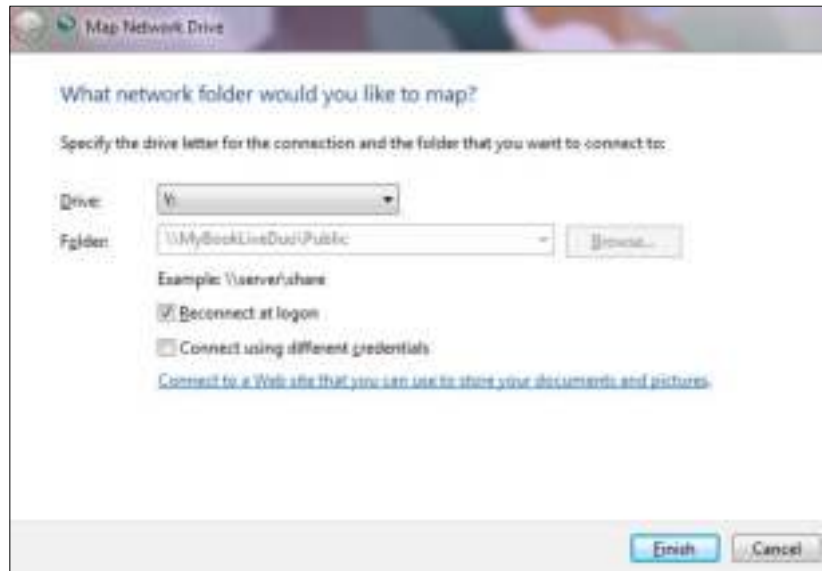 Map Network Drive
What network folder would you like to map?
Specify the drive letter for the connection and the folder that you want to connect to:
Drive: Y:
Folder: \\MyBookLiveDuo\Public Browse...
Example: \\server\share
Reconnect at logon
Connect using different credentials
Connect to a Web site that you can use to store your documents and pictures.
Finish Cancel